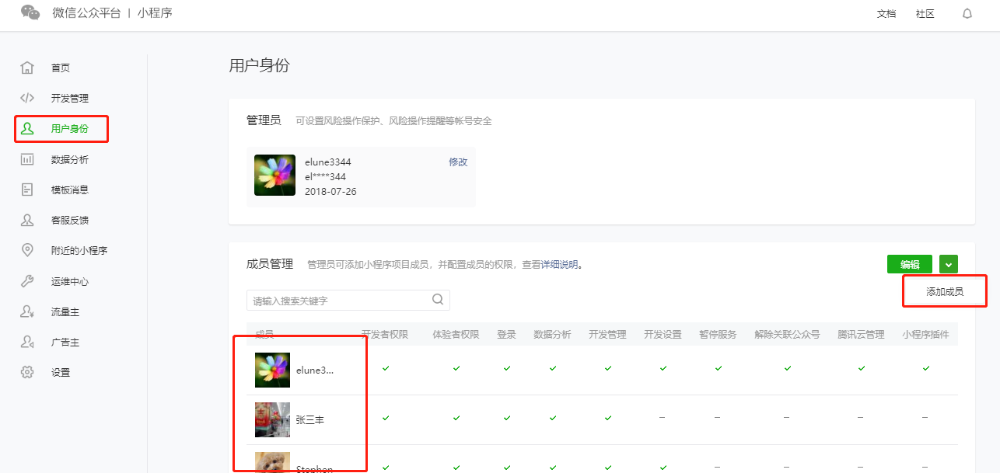 微信公众平台 | 小程序
文档 社区
首页
开发管理
用户身份
数据分析
模板消息
客服反馈
附近的小程序
运维中心
流量主
广告主
设置
用户身份
管理员 可设置风险操作保护、风险操作提醒等帐号安全
elune3344 修改
el****344
2018-07-26
成员管理 管理员可添加小程序项目成员，并配置成员的权限，查看详细说明。 编辑
添加成员
请输入搜索关键字
成员 开发者权限 体验者权限 登录 数据分析 开发管理 开发设置 暂停服务 解除关联公众号 腾讯云管理 小程序插件
elune3...
张三丰
Stephen